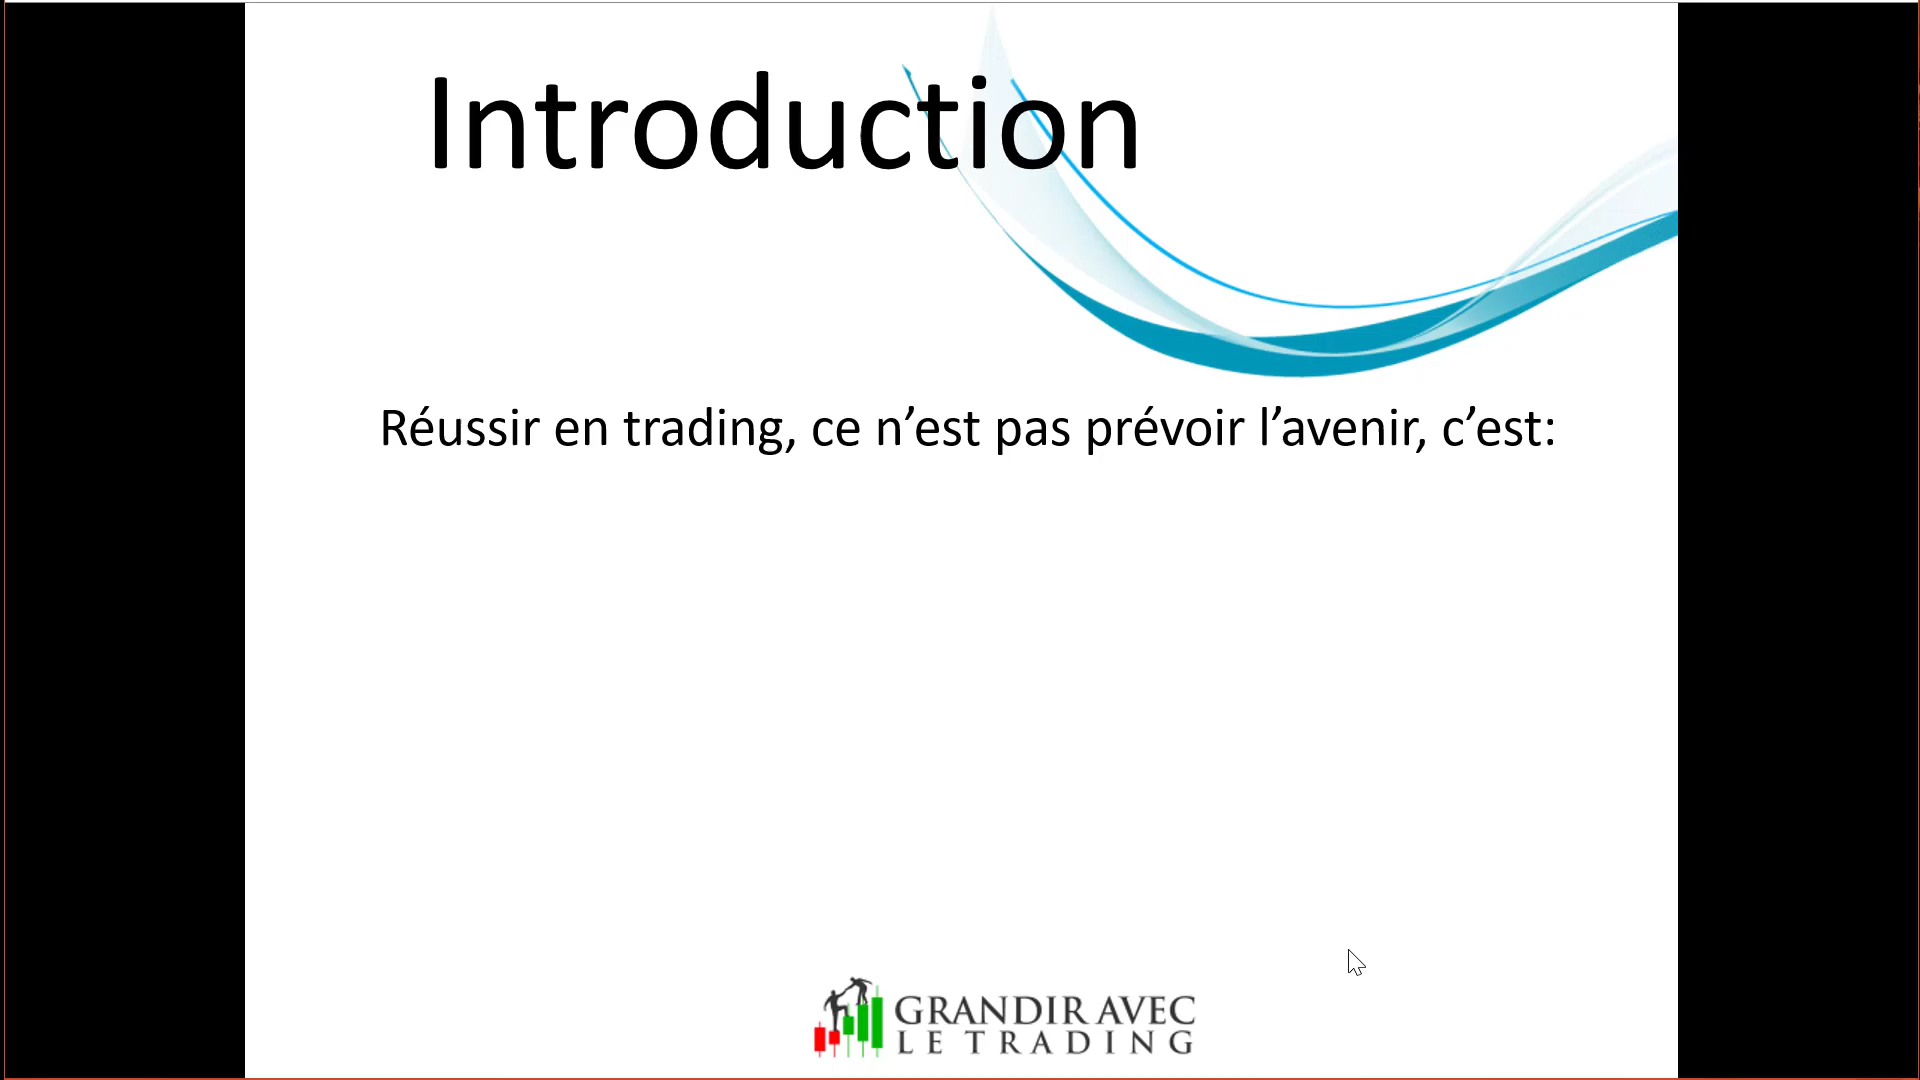 Introduction
Réussir en trading, ce n’est pas prévoir l’avenir, c’est:
GRANDIR AVEC
LE TRADING